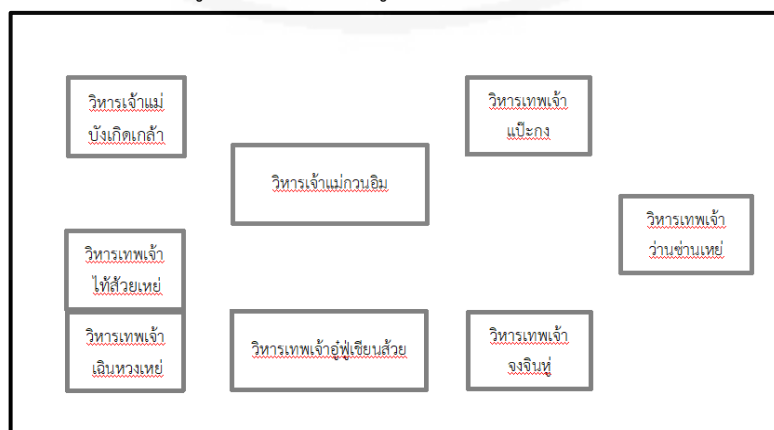 วิหารเจ้าแม่
บังเกิดเกล้า
วิหารเทพเจ้า
แป๊ะกง
วิหารเจ้าแม่กวนอิม
วิหารเทพเจ้า
ว่านซ่านเหย่
วิหารเทพเจ้า
ไท้ส้วยเหย่
วิหารเทพเจ้า
เฉินหวงเหย่
วิหารเทพเจ้าอู๋ฟู่เชียนส้วย
วิหารเทพเจ้า
จงจินหู่